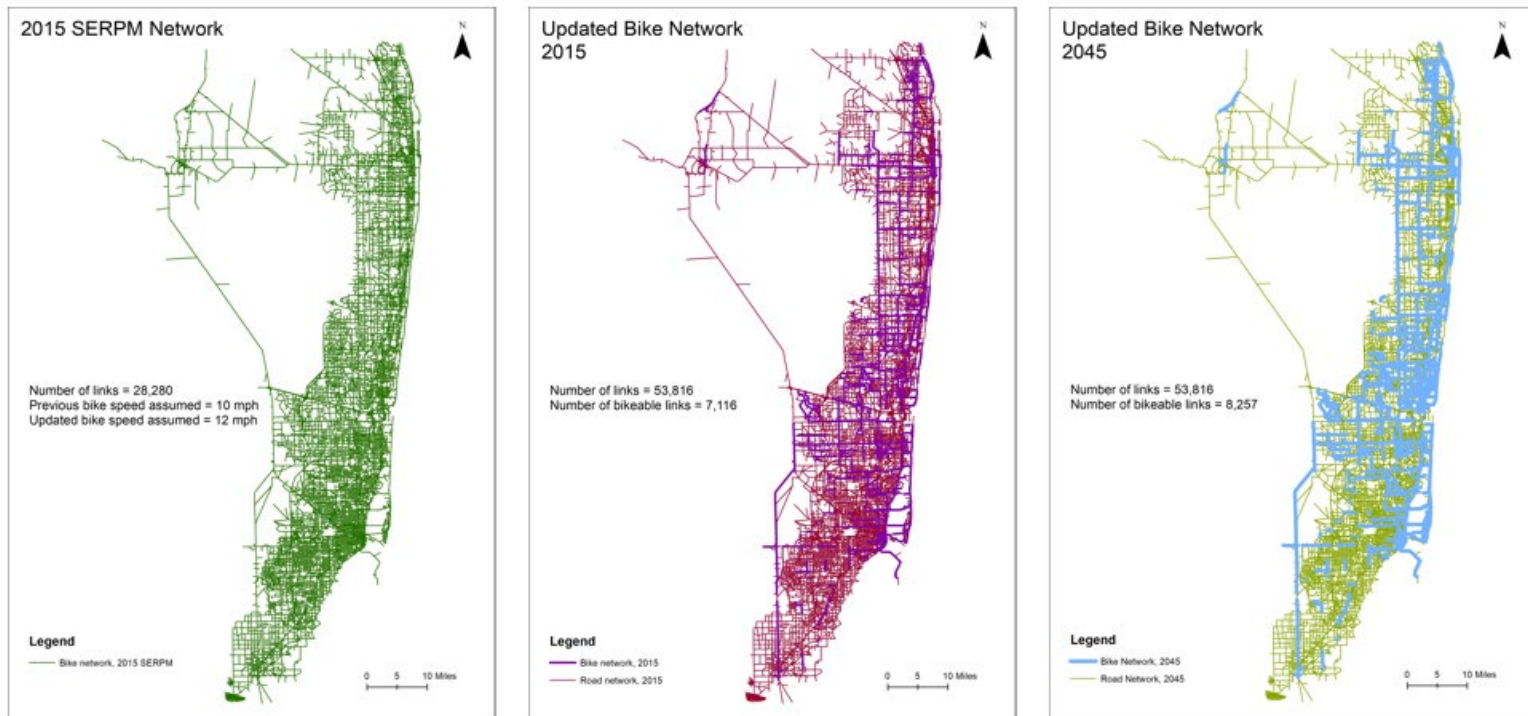 2015 SERPM Network
N
Number of links = 28,280
Previous bike speed assumed = 10 mph
Updated bike speed assumed = 12 mph
Legend
Bike network, 2015 SERPM
0 5 10 Miles
Updated Bike Network
2015
N
Number of links = 53,816
Number of bikeable links = 7,116
Legend
Bike network, 2015
Road network, 2015
0 5 10 Miles
Updated Bike Network
2045
N
Number of links = 53,816
Number of bikeable links = 8,257
Legend
Bike Network, 2045
Road Network, 2045
0 5 10 Miles